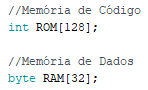 //Memória de Código
int ROM[128];
//Memória de Dados
byte RAM[32];